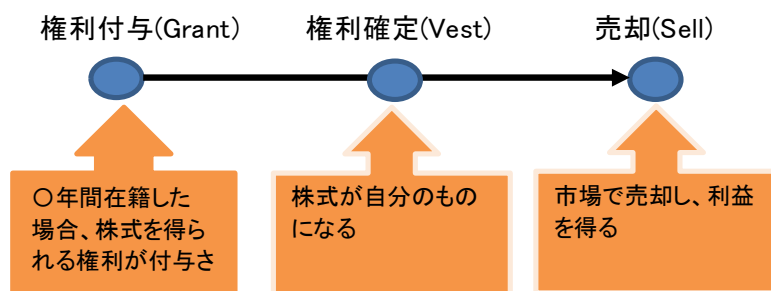 権利付与(Grant)
権利確定(Vest)
売却(Sell)
〇年間在籍した
場合、株式を得ら
れる権利が付与さ
株式が自分のもの
になる
市場で売却し、利益
を得る